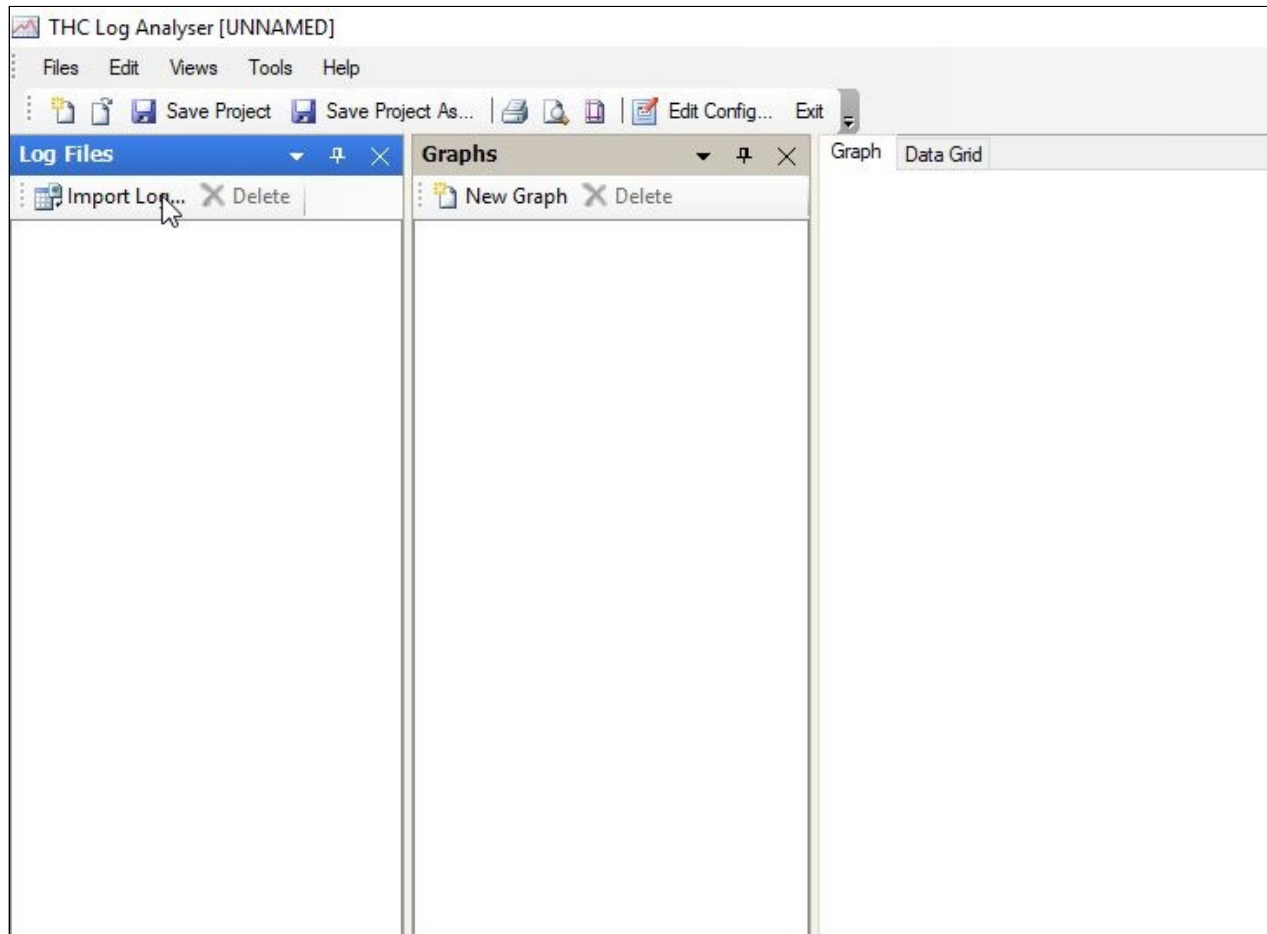 THC Log Analyser [UNNAMED]
Files Edit Views Tools Help
Save Project Save Project As... Edit Config... Exit
Log Files Graphs Graph Data Grid
Import Log... Delete New Graph Delete